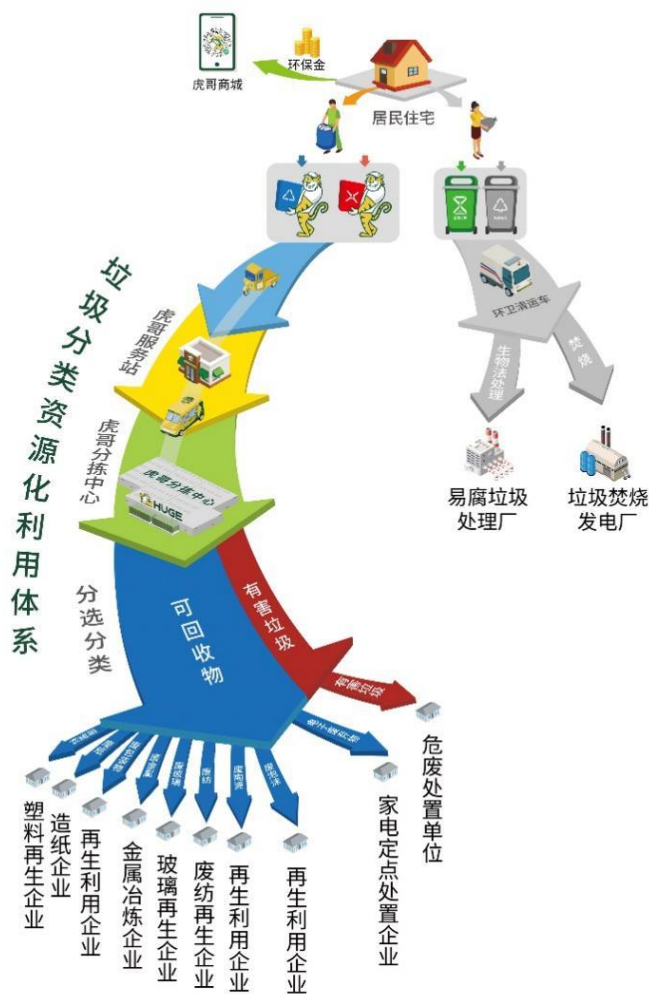 虎哥商城
环保金
居民住宅
环卫清运车
生物法处理
焚烧
易腐垃圾
处理厂
垃圾焚烧
发电厂
垃圾分类资源化利用体系
虎哥服务站
虎哥分拣中心
虎哥分拣中心
HUGE
分选分类
可回收物
有害垃圾
有害垃圾
危废处置单位
家电定点处置企业
塑料再生企业
造纸企业
再生利用企业
金属冶炼企业
玻璃再生企业
废纺再生企业
再生利用企业
再生利用企业